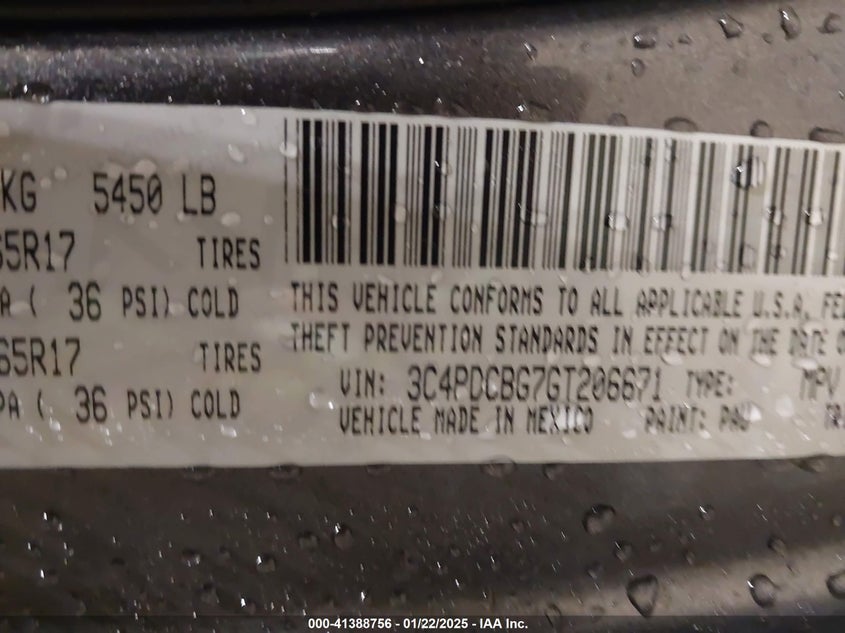 KG 5450 LB
65R17 TIRES
A ( 36 PSI) COLD
65R17 TIRES
PA ( 36 PSI) COLD
THIS VEHICLE CONFORMS TO ALL APPLICABLE U.S.A. FE
THEFT PREVENTION STANDARDS IN EFFECT ON THE DATE O
VIN: 3C4PDCBG7GT206671 TYPE: MPV
VEHICLE MADE IN MEXICO PAINT: PAU TR
000-41388756 — 01/22/2025 - IAA Inc.